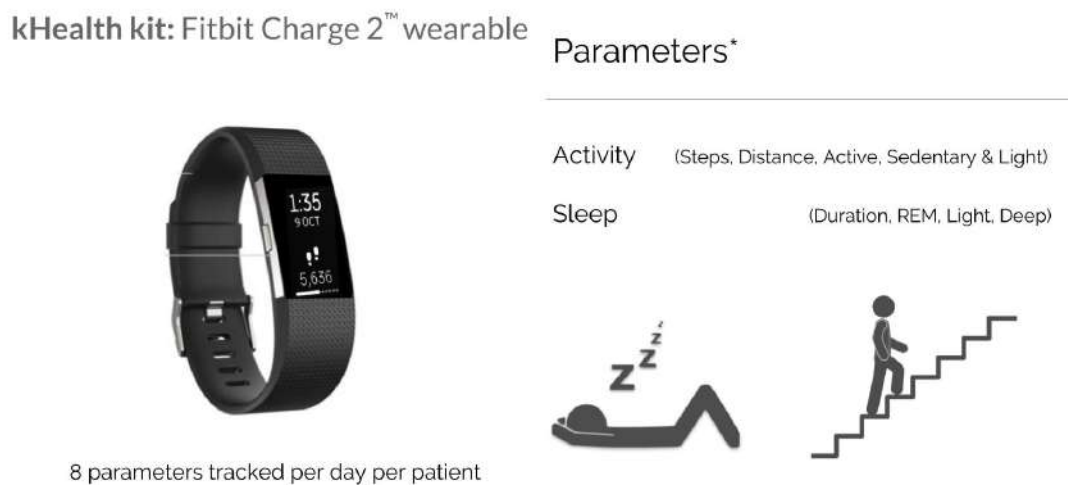 kHealth kit: Fitbit Charge 2™ wearable
Parameters*
Activity (Steps, Distance, Active, Sedentary & Light)
Sleep (Duration, REM, Light, Deep)
1:35
9 OCT
5,636
z
z
z
z
8 parameters tracked per day per patient